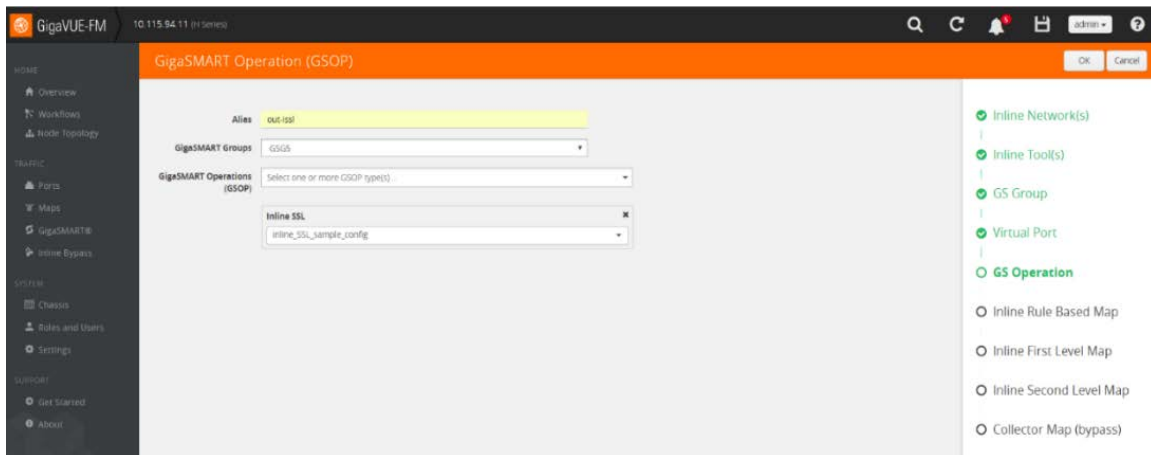 GigaVUE-FM
10.115.94.11 (H Series)
admin
GigaSMART Operation (GSOP)
OK
Cancel
HOME
Overview
Workflows
Node Topology
TRAFFIC
Ports
Maps
GigaSMART®
Inline Bypass
SYSTEM
Chassis
Roles and Users
Settings
SUPPORT
Get Started
About
Alias
out-issl
GigaSMART Groups
GSGS
GigaSMART Operations
(GSOP)
Select one or more GSOP type(s)...
Inline SSL
inline_SSL_sample_config
Inline Network(s)
Inline Tool(s)
GS Group
Virtual Port
GS Operation
Inline Rule Based Map
Inline First Level Map
Inline Second Level Map
Collector Map (bypass)